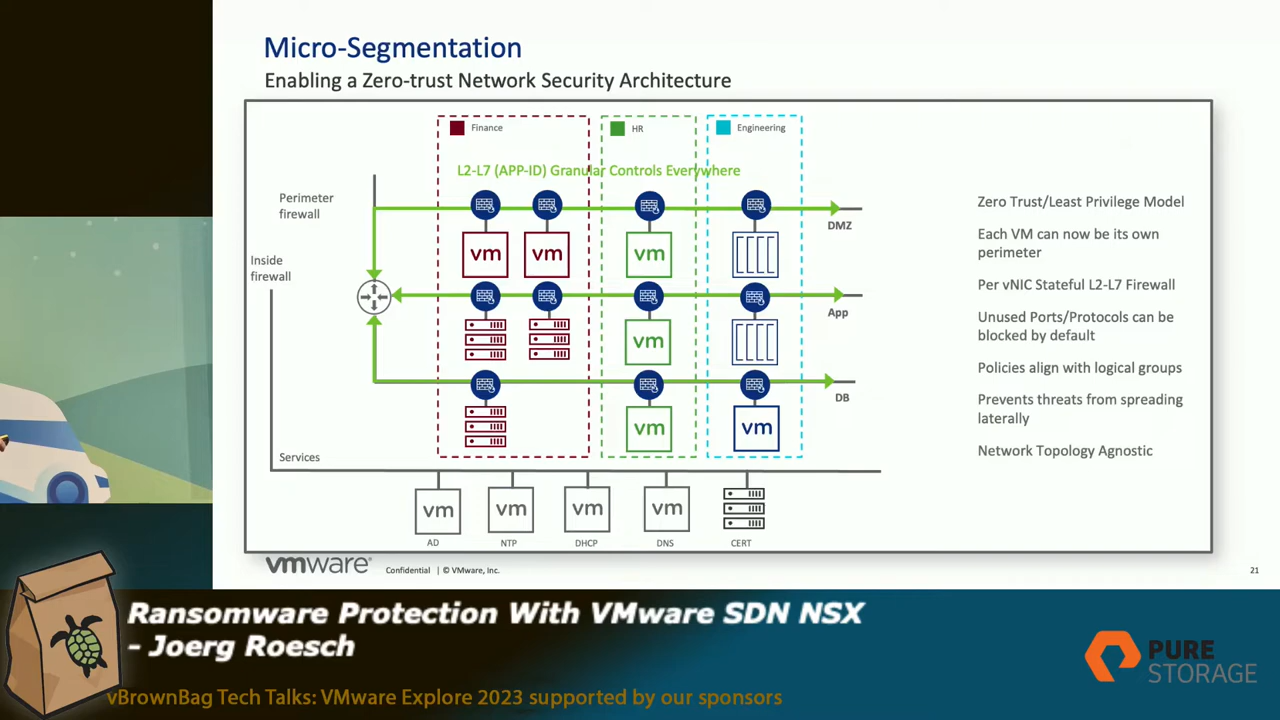 Micro-Segmentation
Enabling a Zero-trust Network Security Architecture
Finance
HR
Engineering
L2-L7 (APP-ID) Granular Controls Everywhere
Perimeter
firewall
DMZ
vm
vm
vm
Inside
firewall
App
vm
DB
vm
vm
Services
vm
vm
vm
vm
AD
NTP
DHCP
DNS
CERT
Zero Trust/Least Privilege Model
Each VM can now be its own
perimeter
Per vNIC Stateful L2-L7 Firewall
Unused Ports/Protocols can be
blocked by default
Policies align with logical groups
Prevents threats from spreading
laterally
Network Topology Agnostic
vmware®
Confidential | © VMware, Inc.
21
Ransomware Protection With VMware SDN NSX
- Joerg Roesch
vBrownBag Tech Talks: VMware Explore 2023 supported by our sponsors
PURE
STORAGE